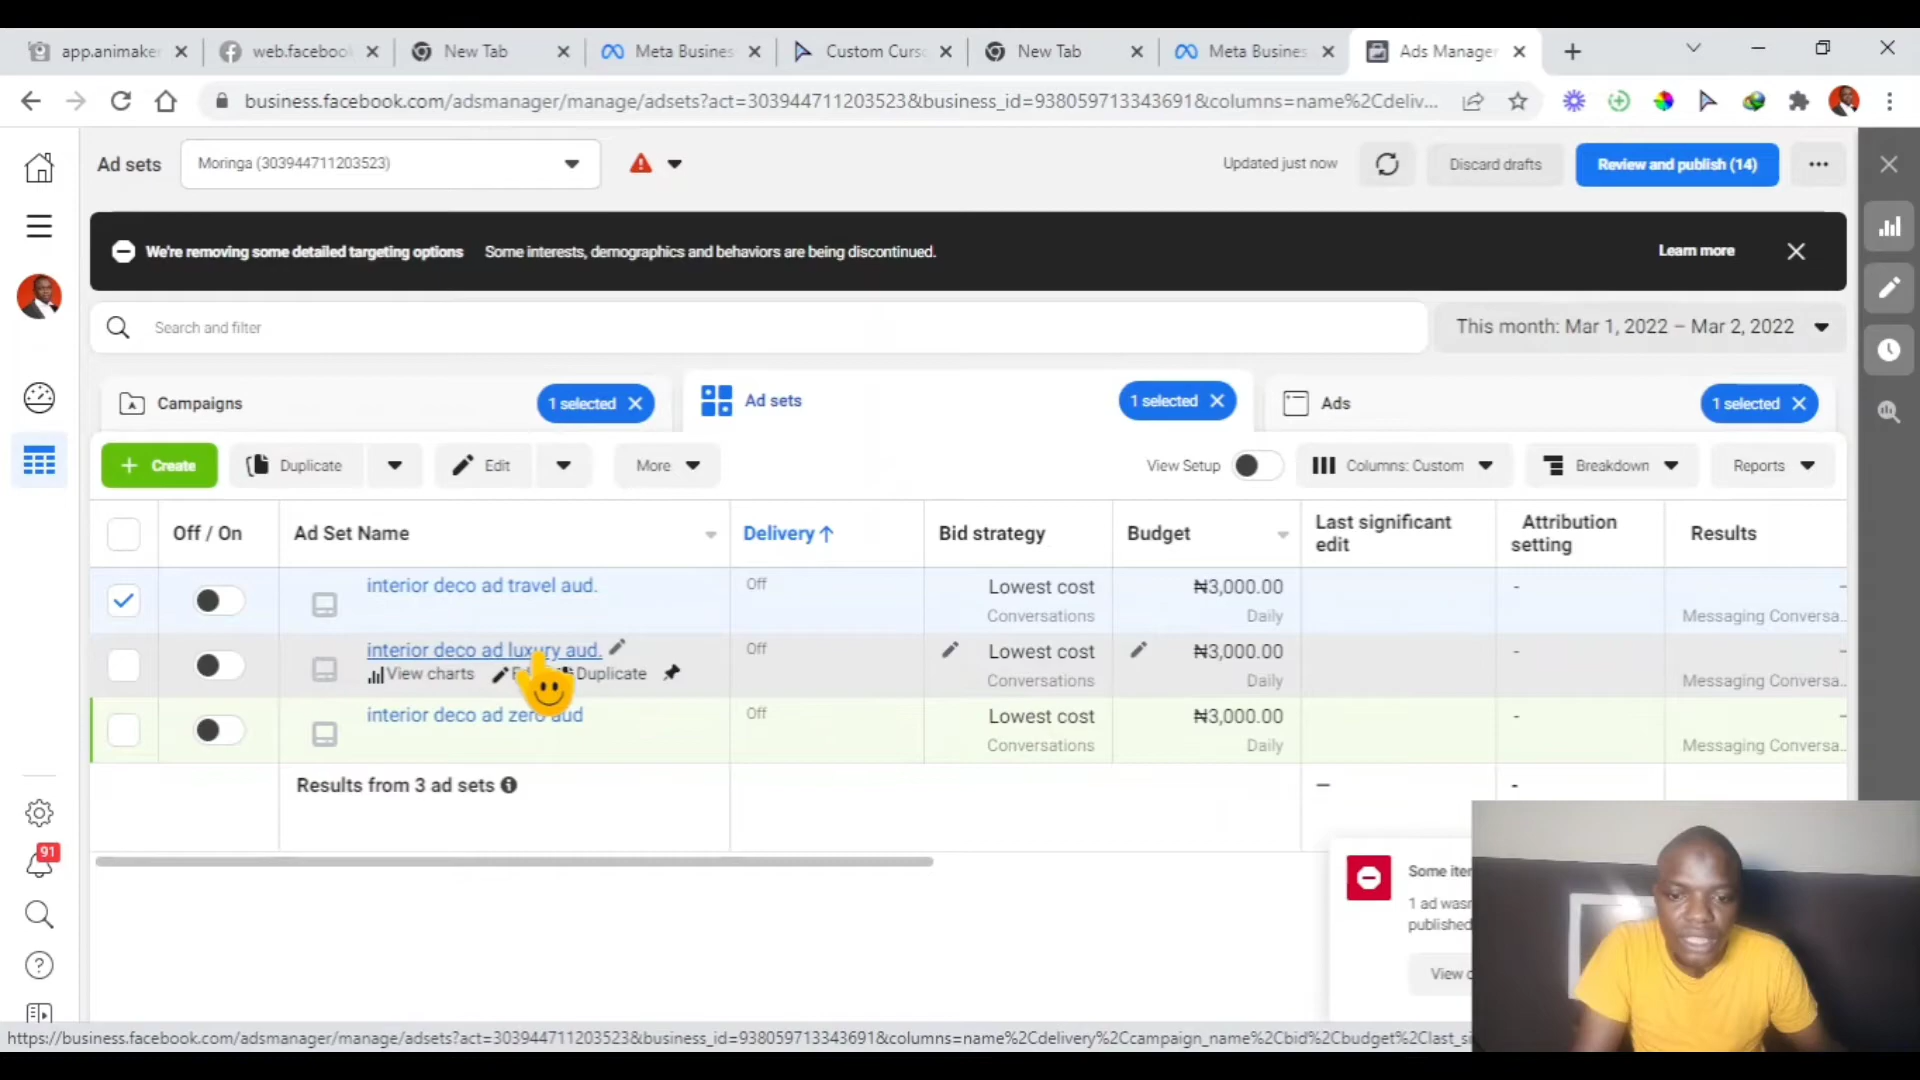 app.animaker
web.facebook
New Tab
Meta Busines
Custom Curs
New Tab
Meta Busines
Ads Manager
business.facebook.com/adsmanager/manage/adsets?act=303944711203523&business_id=938059713343691&columns=name%2Cdeliv...
Ad sets
Moringa (303944711203523)
Updated just now
Discard drafts
Review and publish (14)
We're removing some detailed targeting options Some interests, demographics and behaviors are being discontinued.
Learn more
Search and filter
This month: Mar 1, 2022 – Mar 2, 2022
Campaigns
1 selected
Ad sets
1 selected
Ads
1 selected
+ Create
Duplicate
Edit
More
View Setup
Columns: Custom
Breakdown
Reports
Off / On
Ad Set Name
Delivery ↑
Bid strategy
Budget
Last significant edit
Attribution setting
Results
interior deco ad travel aud.
Off
Lowest cost
Conversations
₦3,000.00
Daily
-
—
Messaging Conversa...
interior deco ad luxury aud.
View charts
Duplicate
Off
Lowest cost
Conversations
₦3,000.00
Daily
-
—
Messaging Conversa...
interior deco ad zero aud
Off
Lowest cost
Conversations
₦3,000.00
Daily
-
—
Messaging Conversa...
Results from 3 ad sets
—
-
91
Some iter
1 ad wasn
published
View
https://business.facebook.com/adsmanager/manage/adsets?act=303944711203523&business_id=938059713343691&columns=name%2Cdelivery%2Ccampaign_name%2Cbid%2Cbudget%2Clast_si